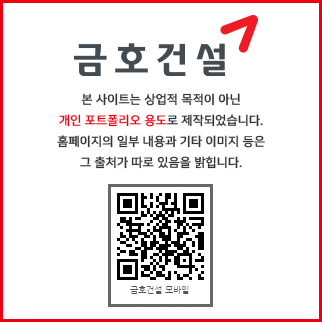 금호건설
본 사이트는 상업적 목적이 아닌
개인 포트폴리오 용도로 제작되었습니다.
홈페이지의 일부 내용과 기타 이미지 등은
그 출처가 따로 있음을 밝힙니다.
금호건설 모바일